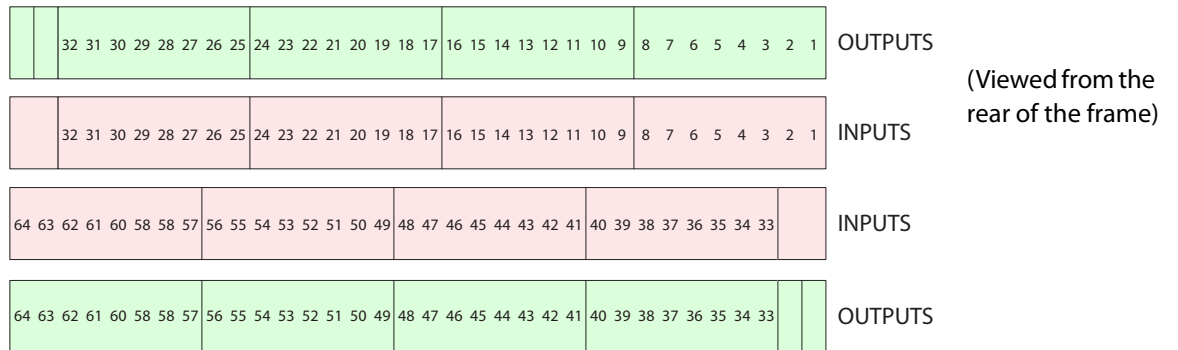 32 31 30 29 28 27 26 25 24 23 22 21 20 19 18 17 16 15 14 13 12 11 10 9 8 7 6 5 4 3 2 1 OUTPUTS
(Viewed from the
rear of the frame)
32 31 30 29 28 27 26 25 24 23 22 21 20 19 18 17 16 15 14 13 12 11 10 9 8 7 6 5 4 3 2 1 INPUTS
64 63 62 61 60 58 58 57 56 55 54 53 52 51 50 49 48 47 46 45 44 43 42 41 40 39 38 37 36 35 34 33 INPUTS
64 63 62 61 60 58 58 57 56 55 54 53 52 51 50 49 48 47 46 45 44 43 42 41 40 39 38 37 36 35 34 33 OUTPUTS